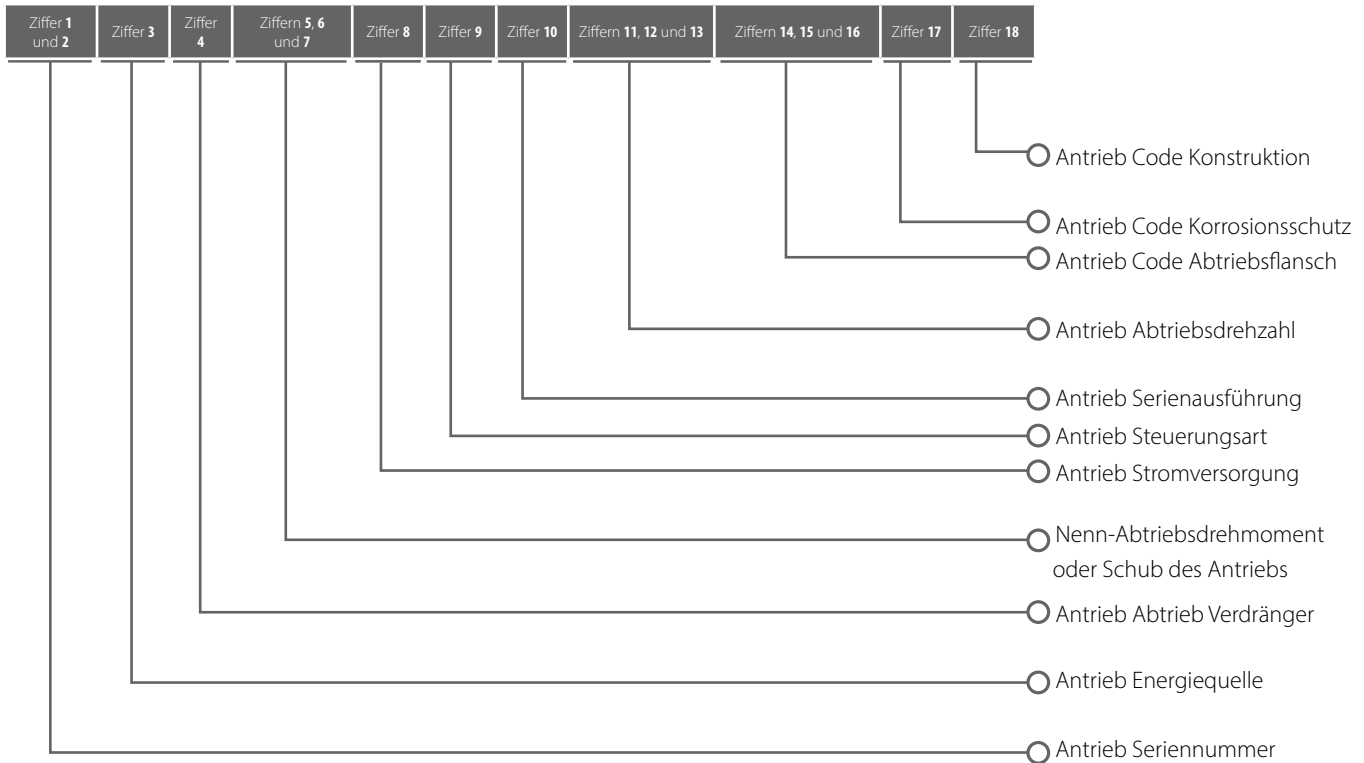 Ziffer 1
und 2
Ziffer 3
Ziffer
4
Ziffern 5, 6
und 7
Ziffer 8
Ziffer 9
Ziffer 10
Ziffern 11, 12 und 13
Ziffern 14, 15 und 16
Ziffer 17
Ziffer 18
Antrieb Code Konstruktion
Antrieb Code Korrosionsschutz
Antrieb Code Abtriebsflansch
Antrieb Abtriebsdrehzahl
Antrieb Serienausführung
Antrieb Steuerungsart
Antrieb Stromversorgung
Nenn-Abtriebsdrehmoment
oder Schub des Antriebs
Antrieb Abtrieb Verdränger
Antrieb Energiequelle
Antrieb Seriennummer